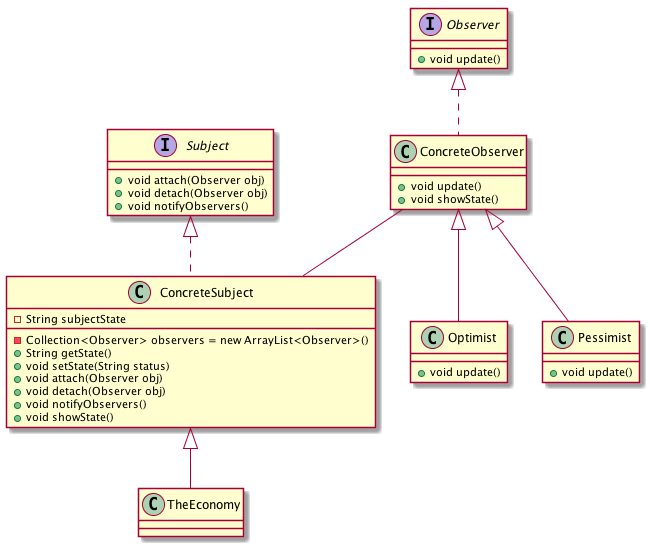 I Observer
void update()
I Subject
void attach(Observer obj)
void detach(Observer obj)
void notifyObservers()
C ConcreteObserver
void update()
void showState()
C ConcreteSubject
String subjectState
Collection<Observer> observers = new ArrayList<Observer>()
String getState()
void setState(String status)
void attach(Observer obj)
void detach(Observer obj)
void notifyObservers()
void showState()
C Optimist
void update()
C Pessimist
void update()
C TheEconomy